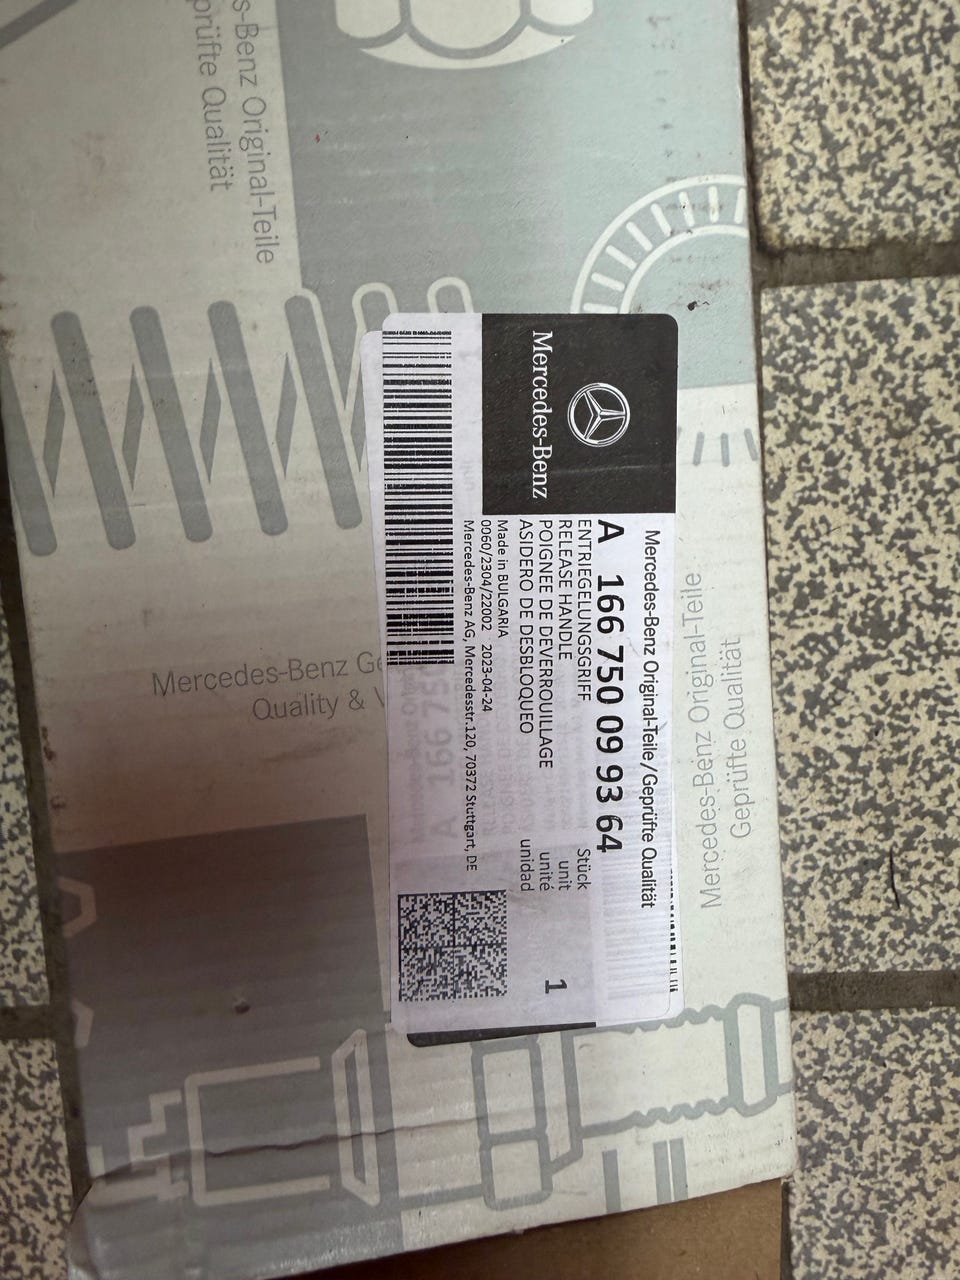 s-Benz Original-Teile
prüfte Qualität
Mercedes-Benz Original-Teile
Geprüfte Qualität
Mercedes-Benz Original-Teile/Geprüfte Qualität
Mercedes-Benz
A 166 750 09 93 64
ENTRIEGELUNGSGRIFF Stück
RELEASE HANDLE unit
POIGNEE DE DEVERROUILLAGE unité 1
ASIDERO DE DESBLOQUEO unidad
Made in BULGARIA
0060/2304/22002 2023-04-24
Mercedes-Benz AG, Mercedesstr.120, 70372 Stuttgart, DE
Mercedes-Benz Ge
Quality &